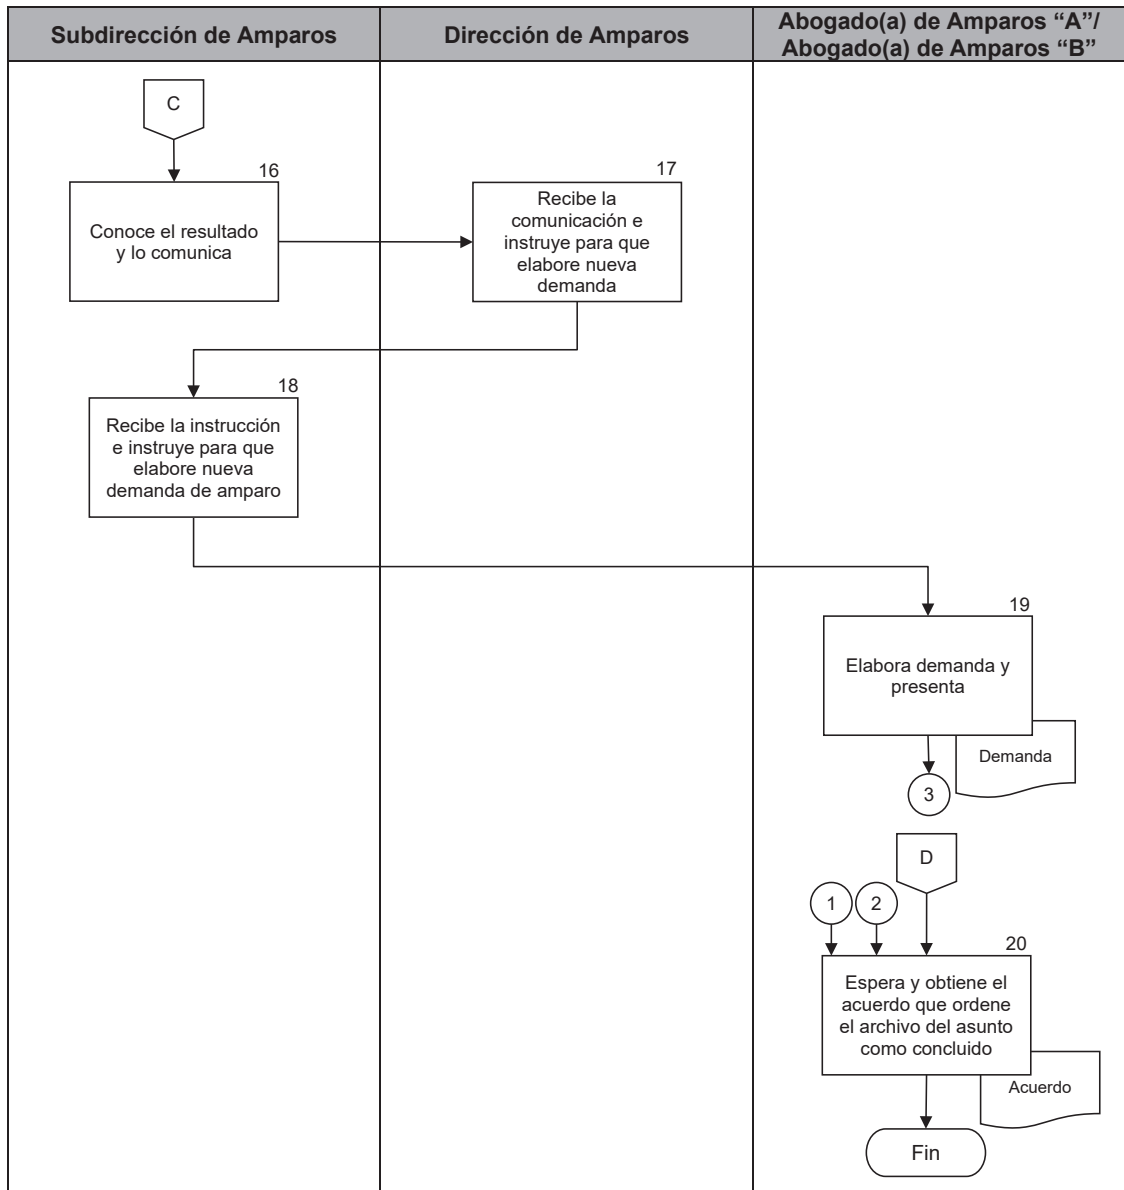 Subdirección de Amparos
Dirección de Amparos
Abogado(a) de Amparos “A”/
Abogado(a) de Amparos “B”
C
16
Conoce el resultado
y lo comunica
17
Recibe la
comunicación e
instruye para que
elabore nueva
demanda
18
Recibe la instrucción
e instruye para que
elabore nueva
demanda de amparo
19
Elabora demanda y
presenta
Demanda
3
D
1
2
20
Espera y obtiene el
acuerdo que ordene
el archivo del asunto
como concluido
Acuerdo
Fin